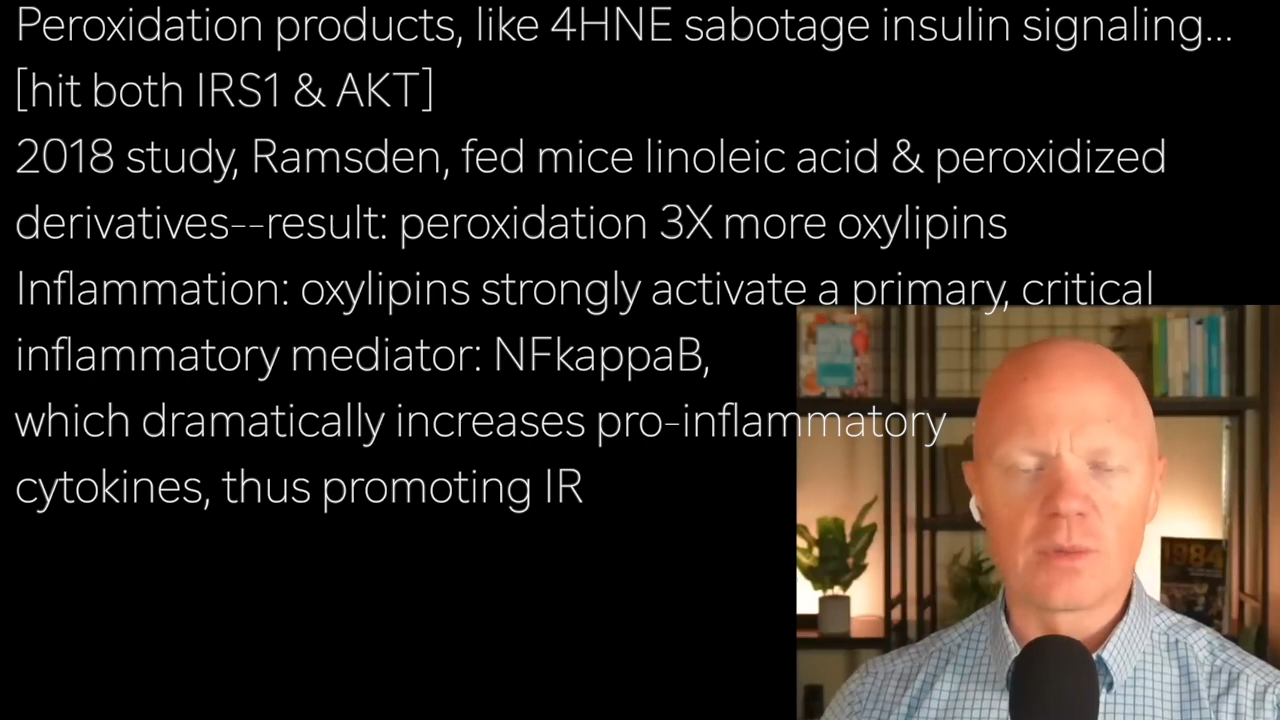 Peroxidation products, like 4HNE sabotage insulin signaling...
[hit both IRS1 & AKT]
2018 study, Ramsden, fed mice linoleic acid & peroxidized
derivatives--result: peroxidation 3X more oxylipins
Inflammation: oxylipins strongly activate a primary, critical
inflammatory mediator: NFkappaB,
which dramatically increases pro-inflammatory
cytokines, thus promoting IR
1984